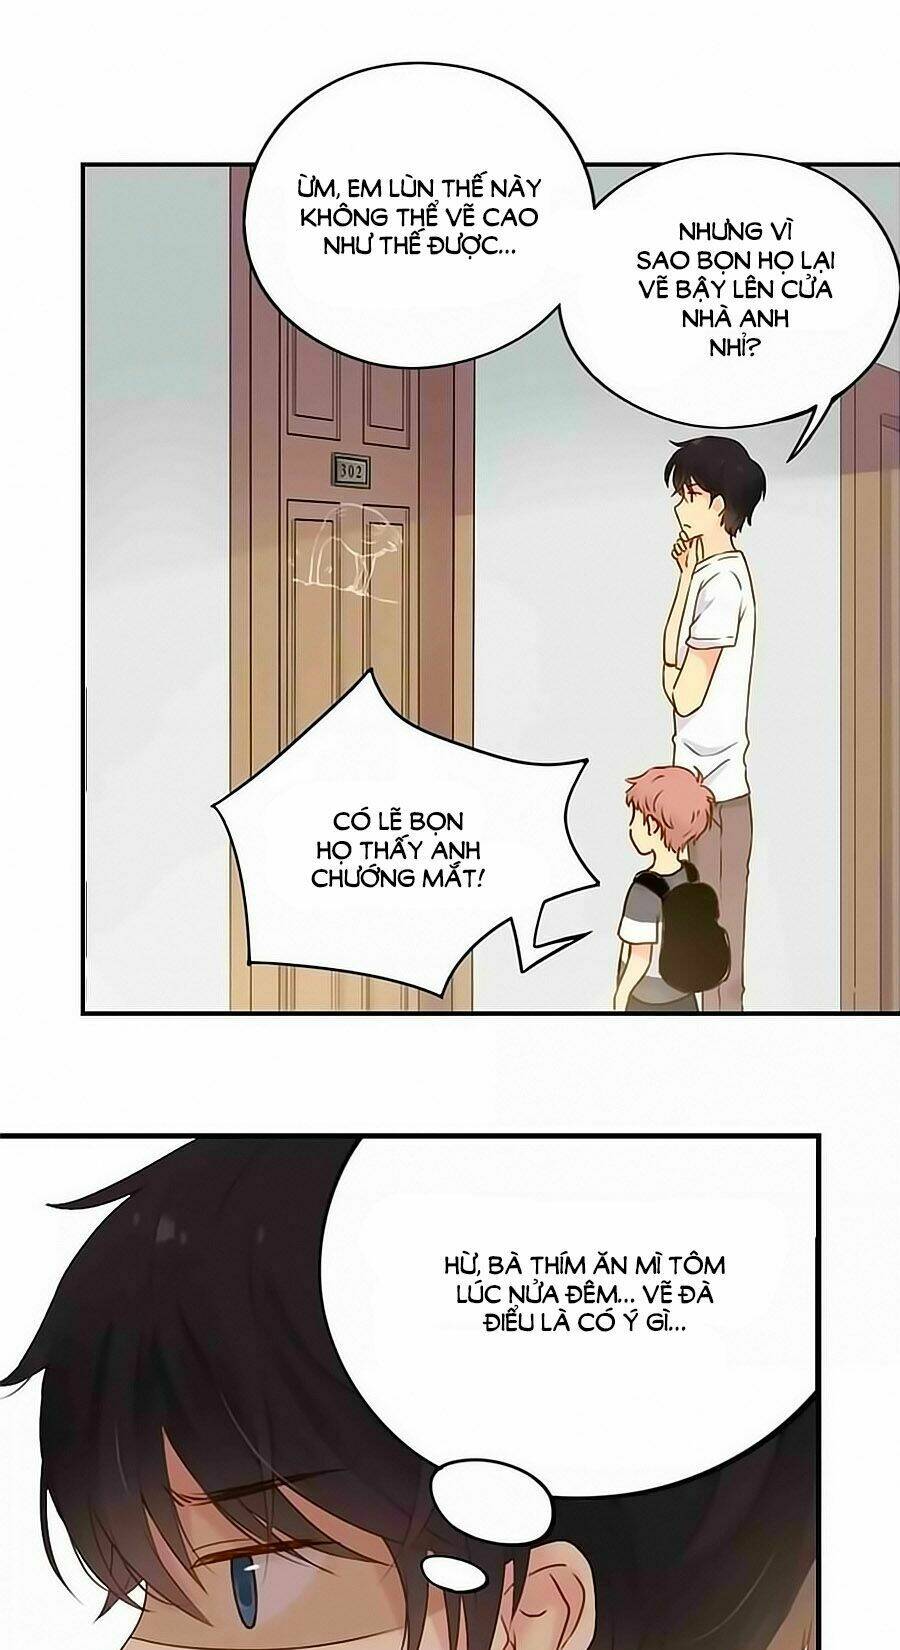 ỪM, EM LÙN THẾ NÀY
KHÔNG THỂ VẼ CAO
NHƯ THẾ ĐƯỢC...
NHƯNG VÌ
SAO BỌN HỌ LẠI
VẼ BẬY LÊN CỬA
NHÀ ANH
NHỈ?
302
CÓ LẼ BỌN
HỌ THẤY ANH
CHƯỚNG MẮT!
HỪ, BÀ THÍM ĂN MÌ TÔM
LÚC NỬA ĐÊM... VẼ ĐÀ
ĐIỂU LÀ CÓ Ý GÌ...